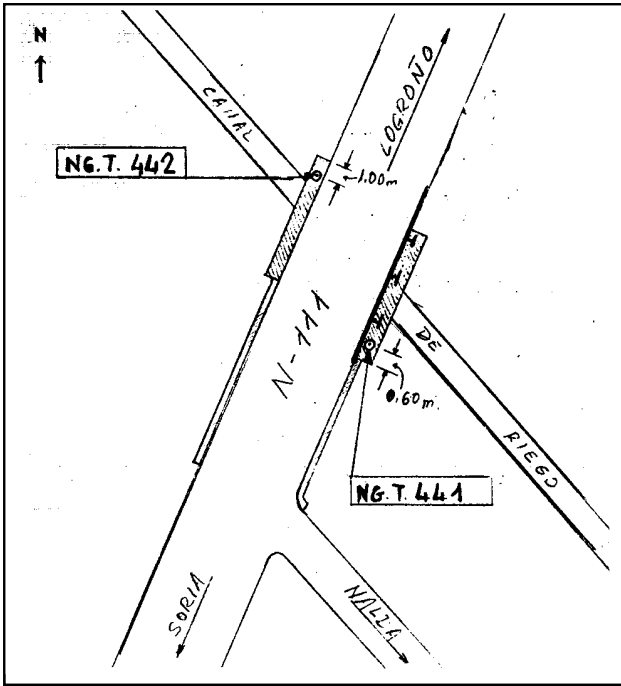 N
CANAL
LOGROÑO
NG.T. 442
1.00m
N-111
DE
0.60m.
RIEGO
NG.T. 441
SORIA
NALDA